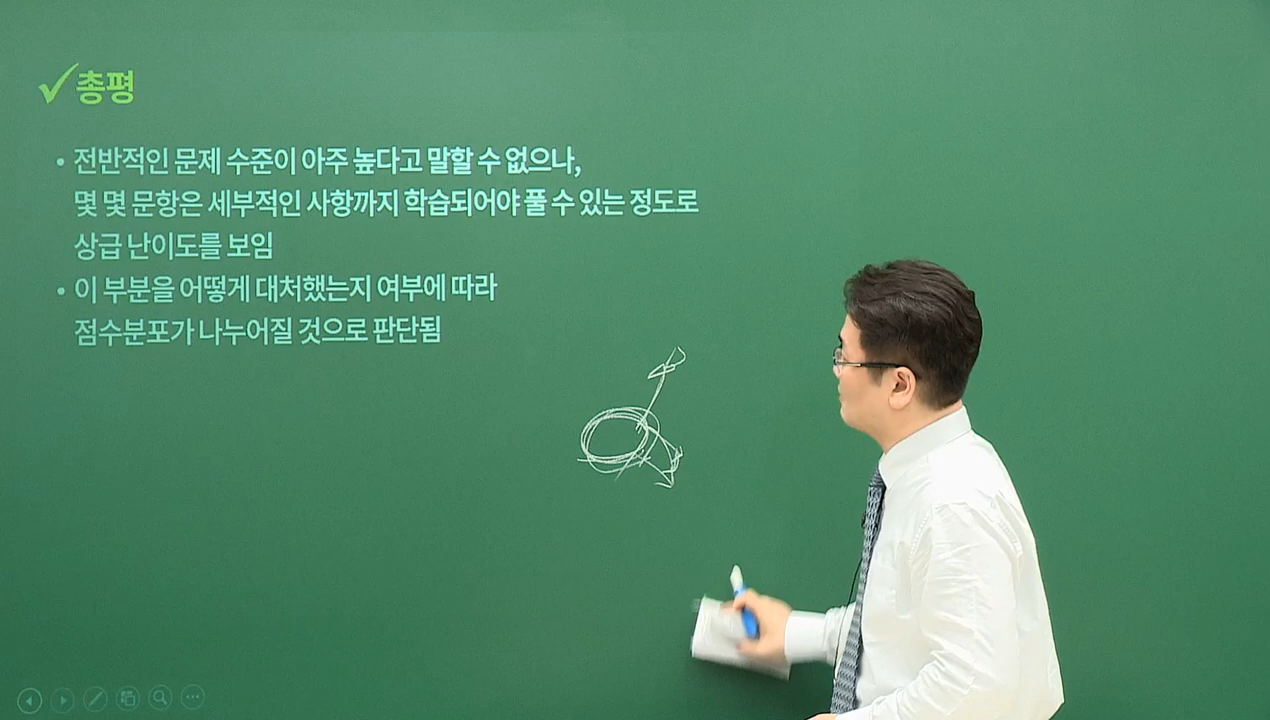 총평
• 전반적인 문제 수준이 아주 높다고 말할 수 없으나,
몇 몇 문항은 세부적인 사항까지 학습되어야 풀 수 있는 정도로
상급 난이도를 보임
• 이 부분을 어떻게 대처했는지 여부에 따라
점수분포가 나누어질 것으로 판단됨